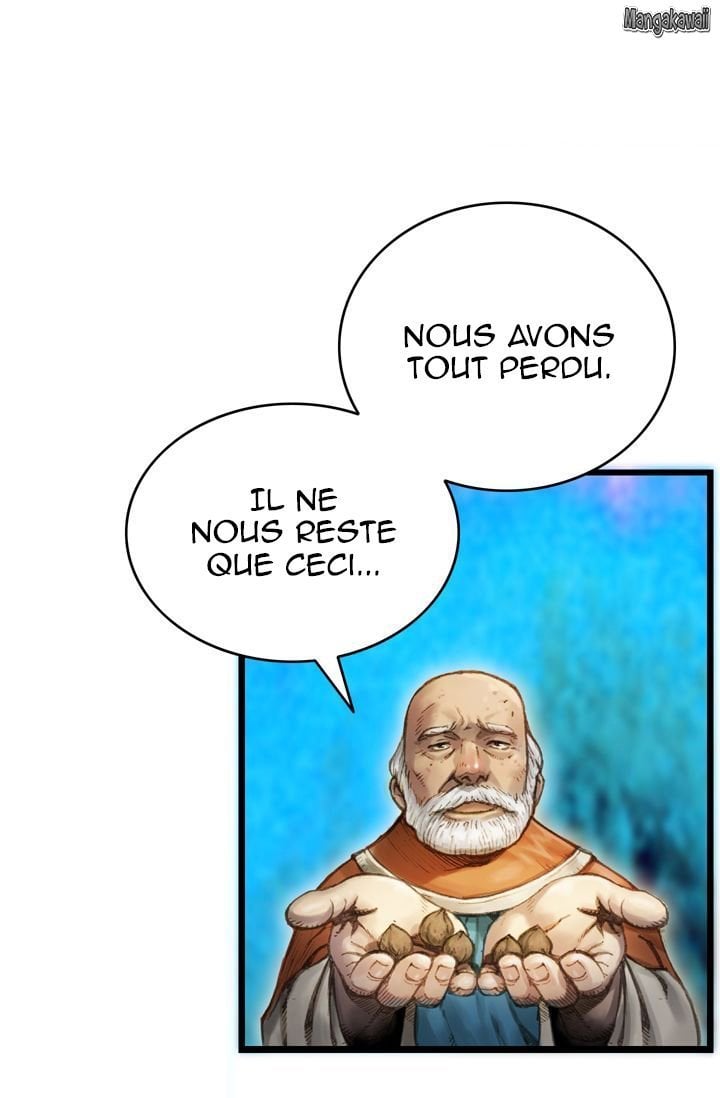 Mangakawaii
NOUS AVONS
TOUT PERDU.
IL NE
NOUS RESTE
QUE CECI...